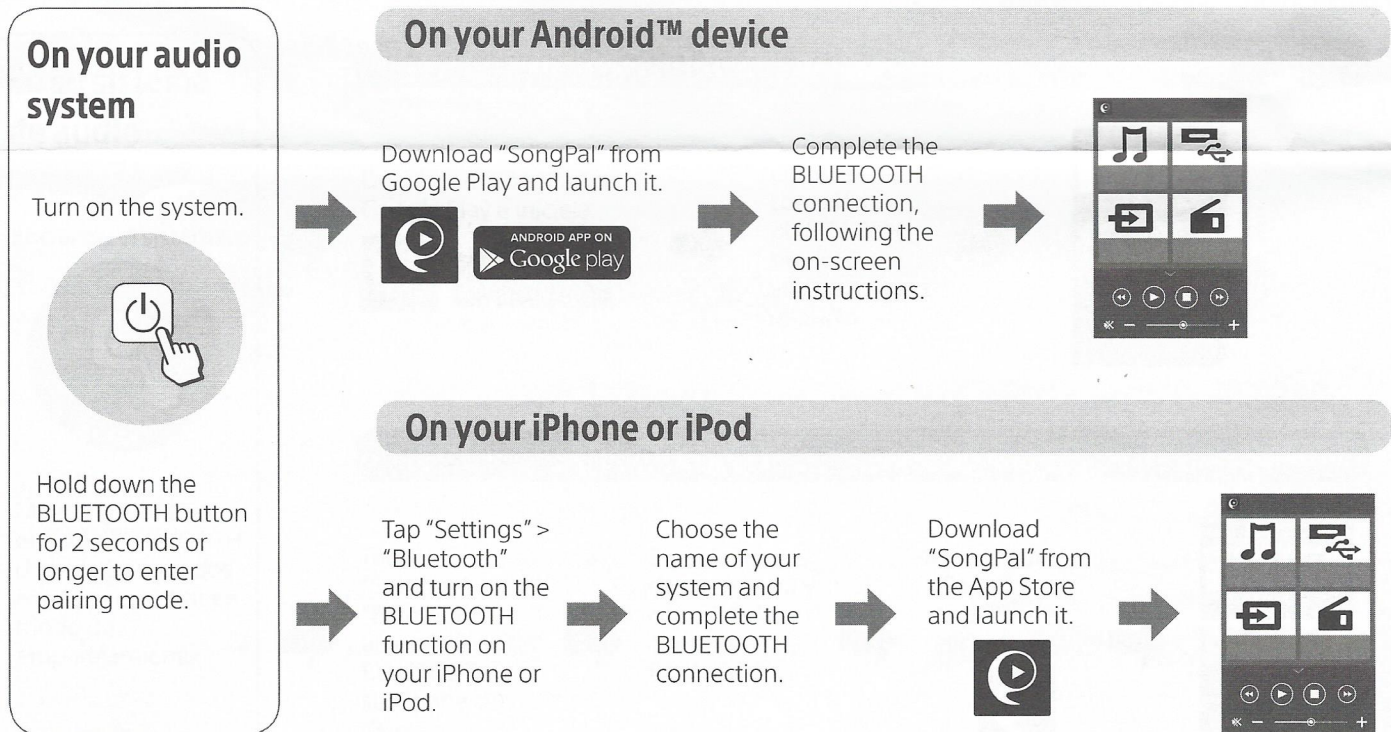 On your audio
system
Turn on the system.
Hold down the
BLUETOOTH button
for 2 seconds or
longer to enter
pairing mode.
On your Android™ device
Download “SongPal” from
Google Play and launch it.
ANDROID APP ON
Google play
Complete the
BLUETOOTH
connection,
following the
on-screen
instructions.
On your iPhone or iPod
Tap “Settings” >
“Bluetooth”
and turn on the
BLUETOOTH
function on
your iPhone or
iPod.
Choose the
name of your
system and
complete the
BLUETOOTH
connection.
Download
“SongPal” from
the App Store
and launch it.